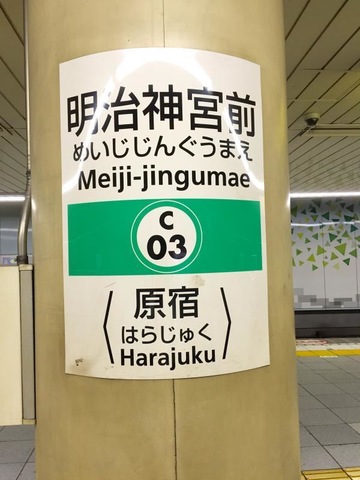 明治神宮前
めいじじんぐうまえ
Meiji-jingumae
C
03
〈原宿〉
はらじゅく
Harajuku